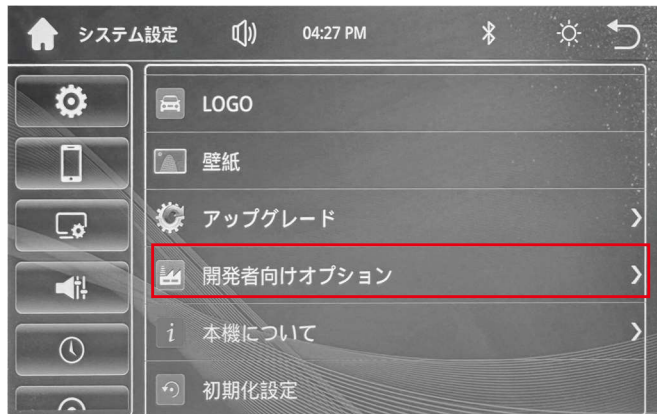 システム設定
04:27 PM
LOGO
壁紙
アップグレード
開発者向けオプション
本機について
初期化設定